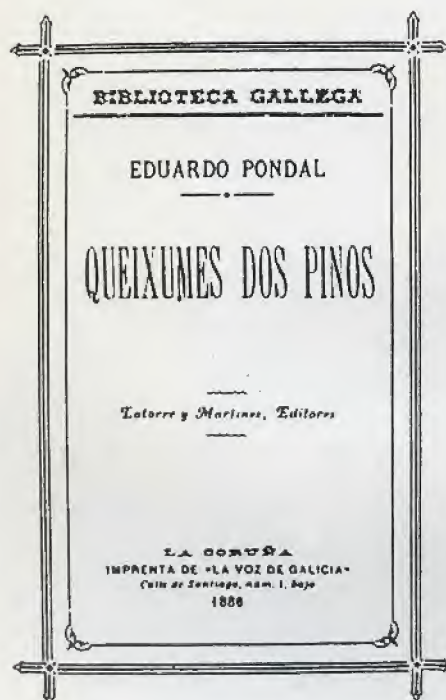 BIBLIOTECA GALLEGA
EDUARDO PONDAL
QUEIXUMES DOS PINOS
Latorre y Martinez, Editores
LA CORUÑA
IMPRENTA DE «LA VOZ DE GALICIA»
Calle de Santiago, núm. 1, bajo
1886